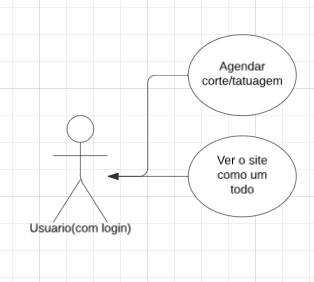 Agendar
corte/tatuagem
Ver o site
como um
todo
Usuario(com login)